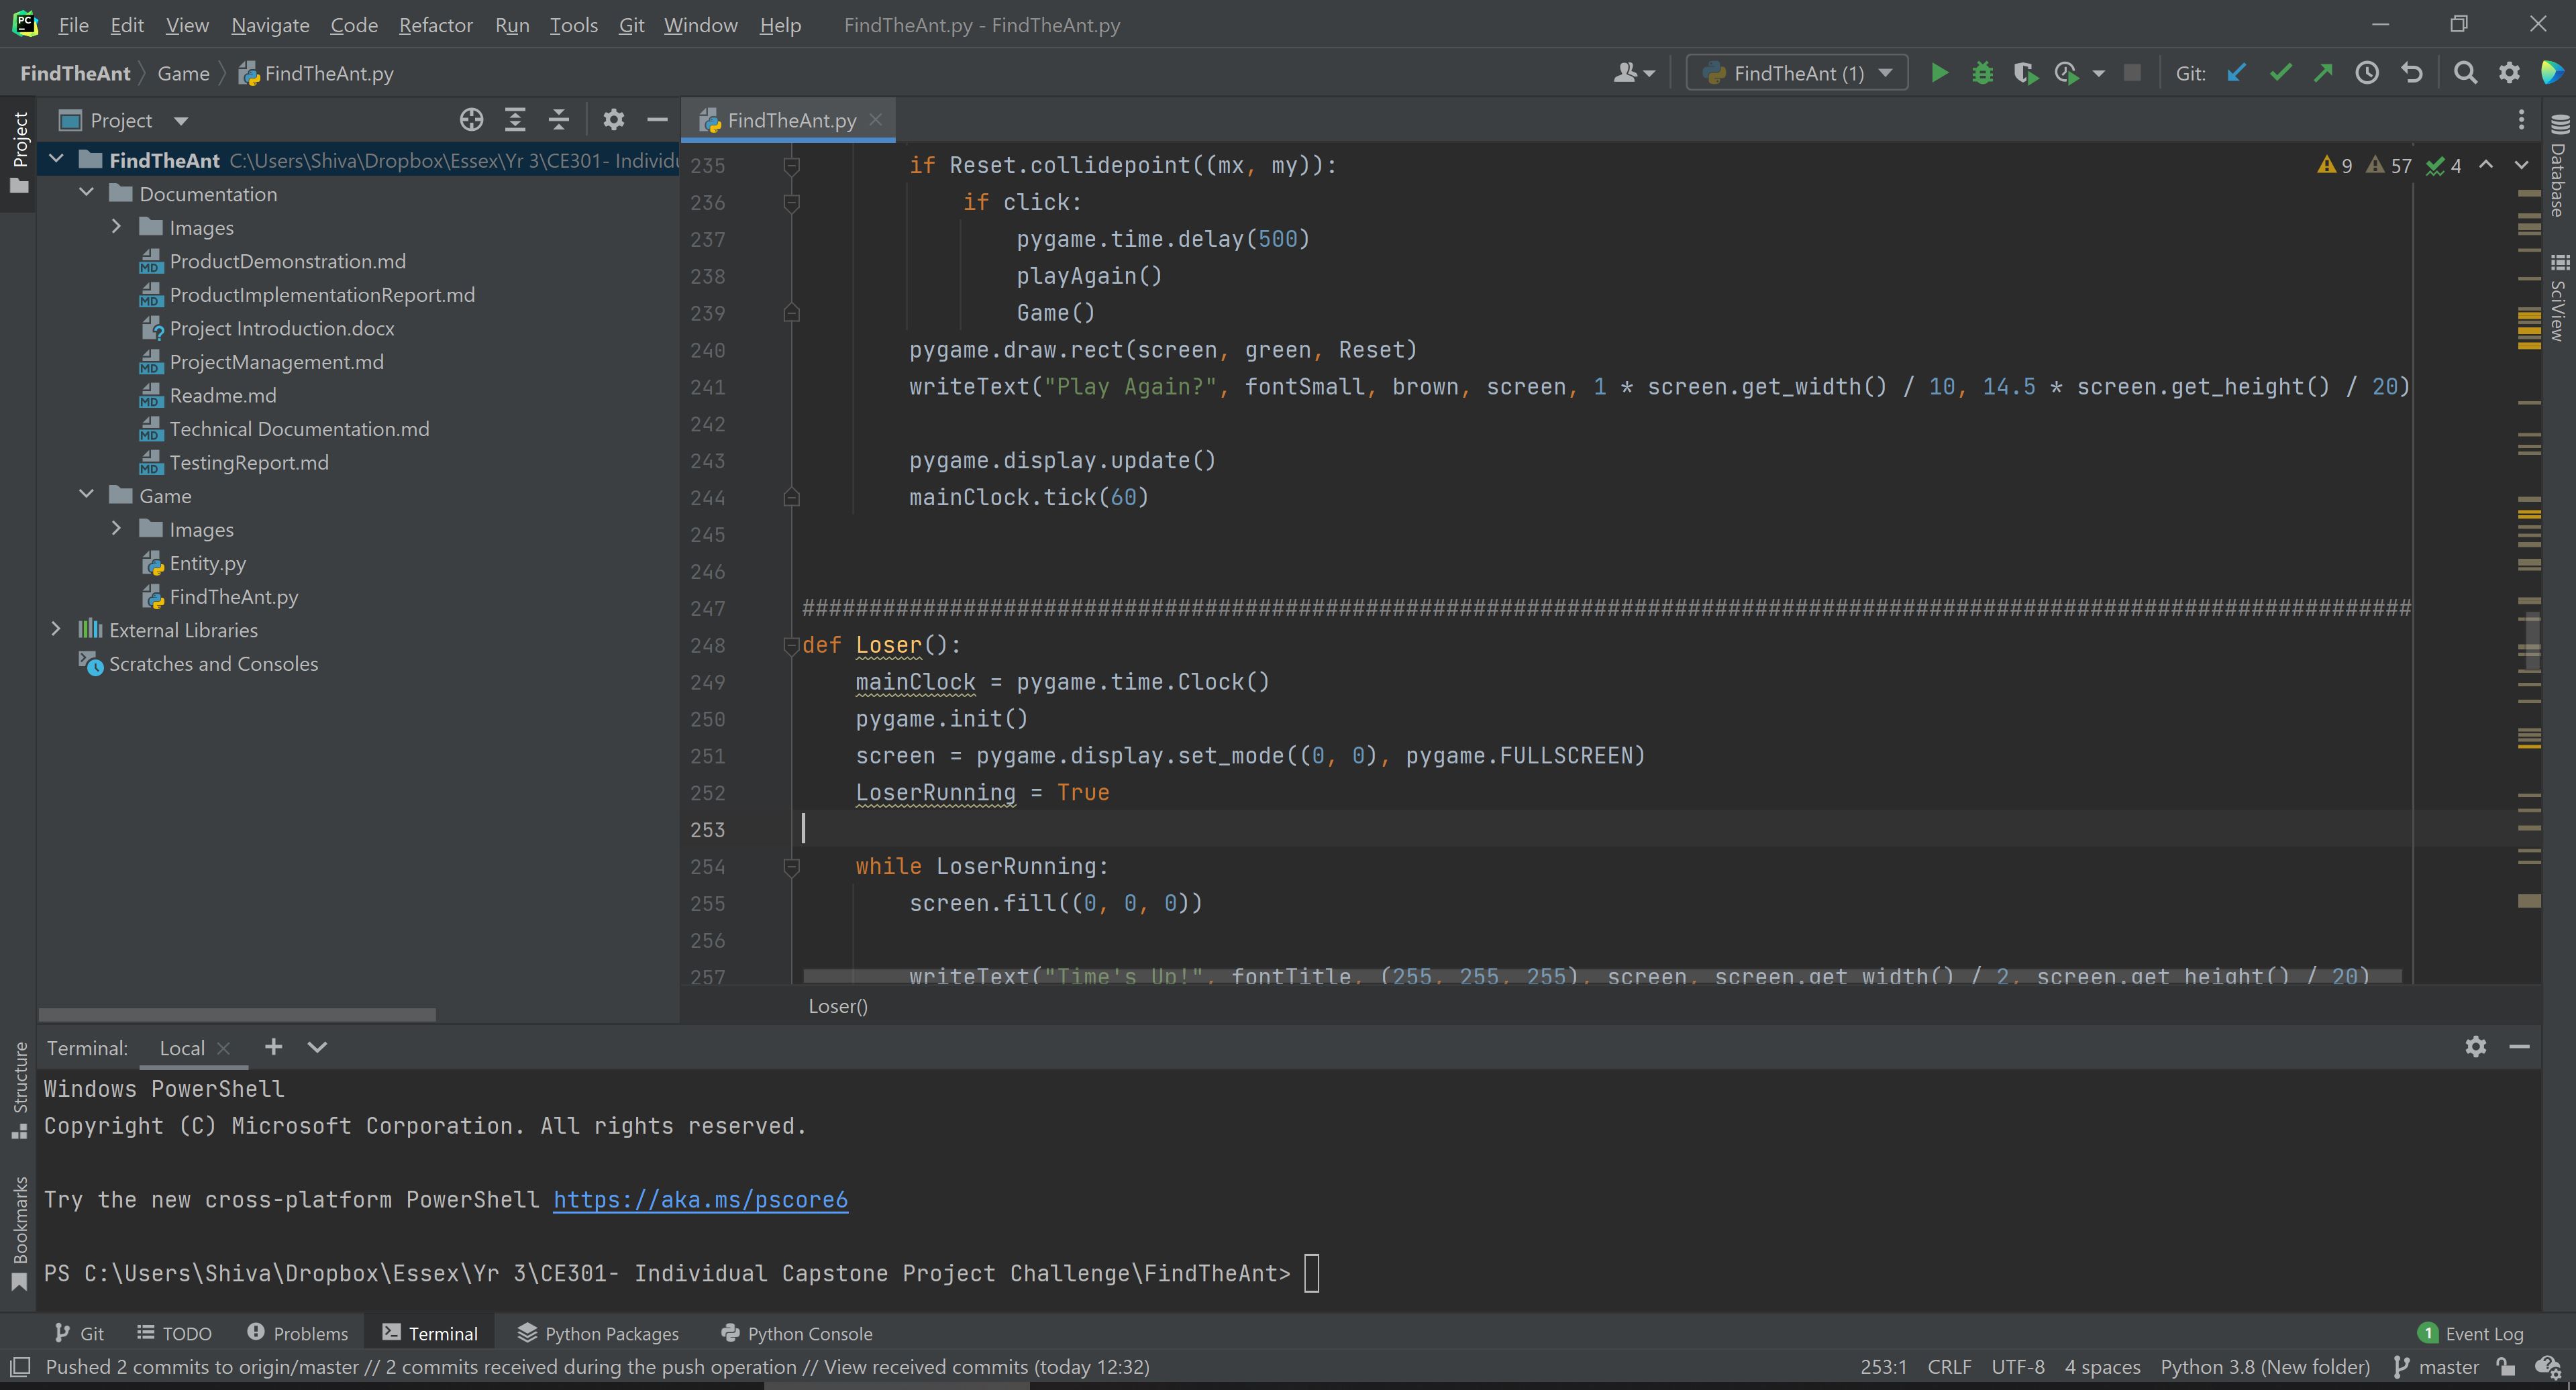 PC File Edit View Navigate Code Refactor Run Tools Git Window Help FindTheAnt.py - FindTheAnt.py
FindTheAnt Game FindTheAnt.py FindTheAnt (1) Git:
Project
Project
FindTheAnt C:\Users\Shiva\Dropbox\Essex\Yr 3\CE301- Individu
Documentation
Images
MD ProductDemonstration.md
MD ProductImplementationReport.md
Project Introduction.docx
MD ProjectManagement.md
MD Readme.md
MD Technical Documentation.md
MD TestingReport.md
Game
Images
Entity.py
FindTheAnt.py
External Libraries
Scratches and Consoles
Structure
Bookmarks
FindTheAnt.py
9 57 4
235 if Reset.collidepoint((mx, my)):
236 if click:
237 pygame.time.delay(500)
238 playAgain()
239 Game()
240 pygame.draw.rect(screen, green, Reset)
241 writeText("Play Again?", fontSmall, brown, screen, 1 * screen.get_width() / 10, 14.5 * screen.get_height() / 20)
242
243 pygame.display.update()
244 mainClock.tick(60)
245
246
247 ########################################################################################################################
248 def Loser():
249 mainClock = pygame.time.Clock()
250 pygame.init()
251 screen = pygame.display.set_mode((0, 0), pygame.FULLSCREEN)
252 LoserRunning = True
253
254 while LoserRunning:
255 screen.fill((0, 0, 0))
256
257 writeText("Time's Up!", fontTitle, (255, 255, 255), screen, screen.get_width() / 2, screen.get_height() / 20)
Loser()
Database
SciView
Terminal: Local
Windows PowerShell
Copyright (C) Microsoft Corporation. All rights reserved.
Try the new cross-platform PowerShell https://aka.ms/pscore6
PS C:\Users\Shiva\Dropbox\Essex\Yr 3\CE301- Individual Capstone Project Challenge\FindTheAnt>
Git TODO Problems Terminal Python Packages Python Console 1 Event Log
Pushed 2 commits to origin/master // 2 commits received during the push operation // View received commits (today 12:32) 253:1 CRLF UTF-8 4 spaces Python 3.8 (New folder) master